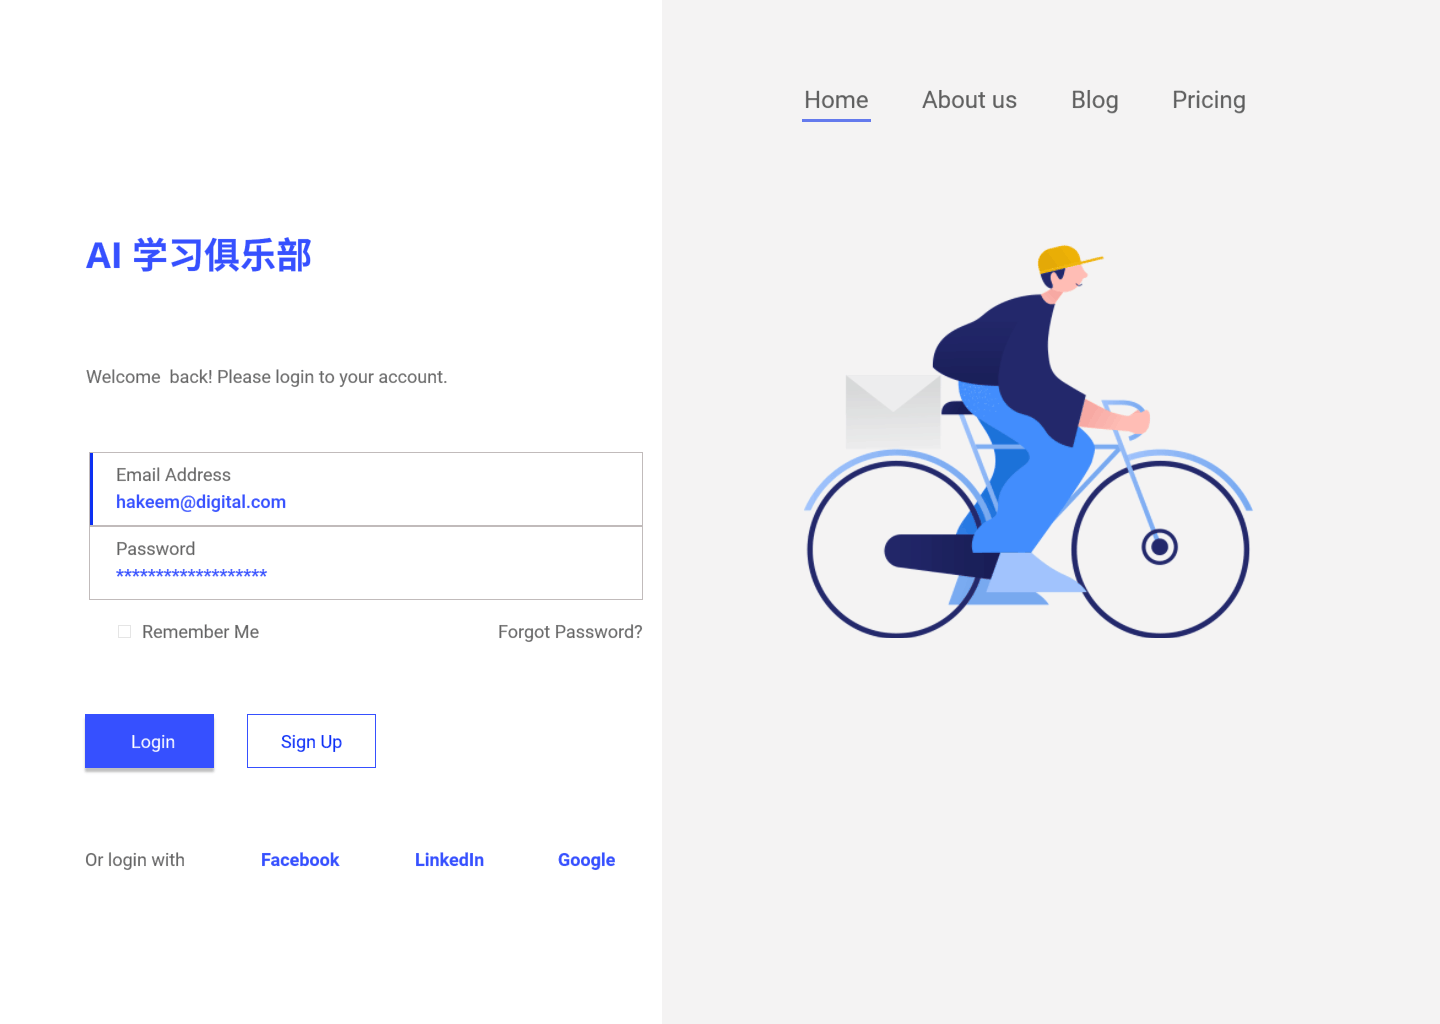 Home About us Blog Pricing
AI 学习俱乐部
Welcome  back! Please login to your account.
Email Address
hakeem@digital.com
Password
*******************
Remember Me Forgot Password?
Login Sign Up
Or login with Facebook LinkedIn Google